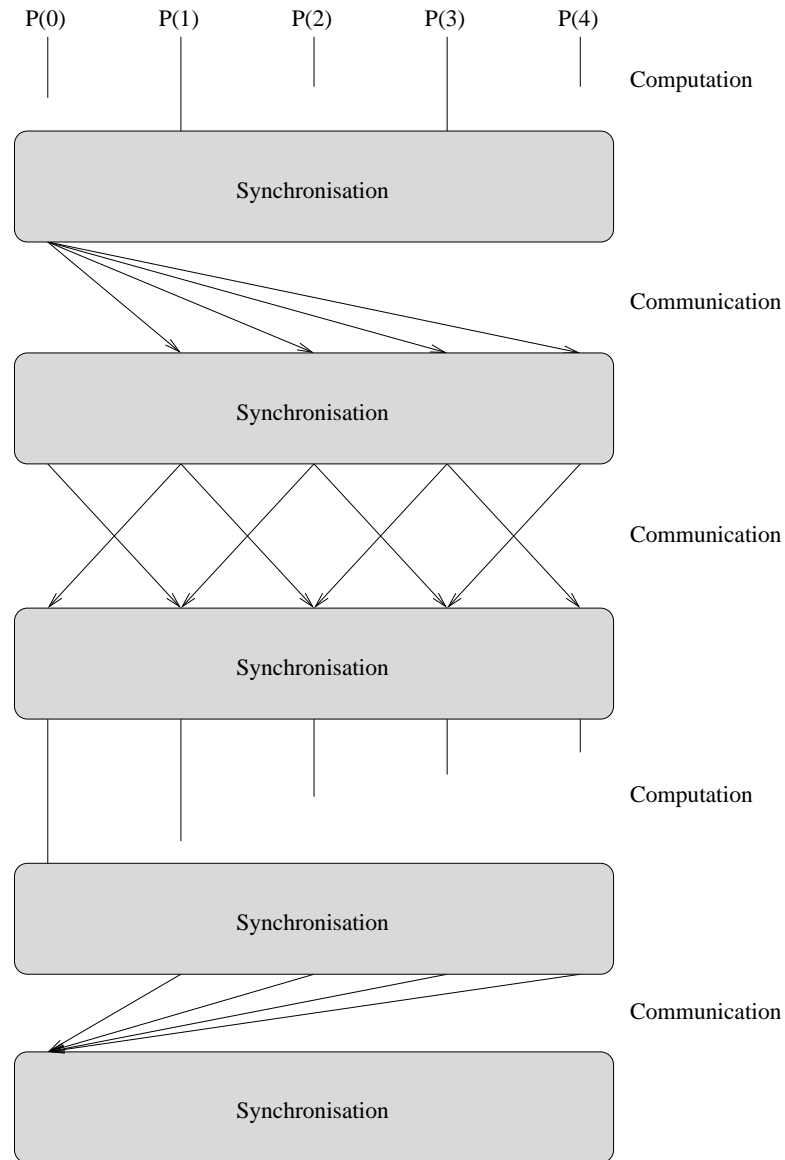 P(0) P(1) P(2) P(3) P(4)
Computation
Synchronisation
Communication
Synchronisation
Communication
Synchronisation
Computation
Synchronisation
Communication
Synchronisation